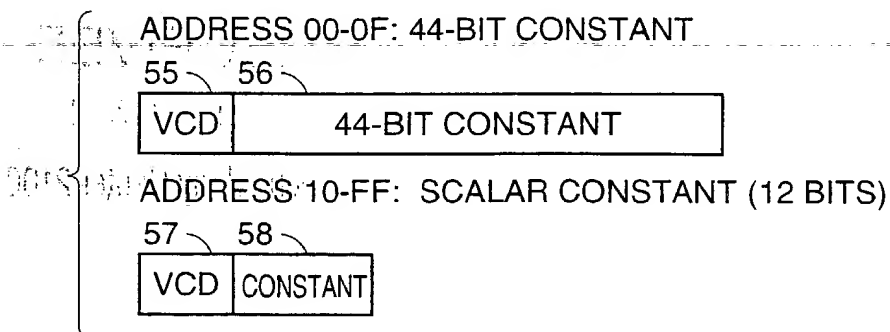 ADDRESS 00-0F: 44-BIT CONSTANT
55 56
VCD 44-BIT CONSTANT
ADDRESS 10-FF: SCALAR CONSTANT (12 BITS)
57 58
VCD CONSTANT